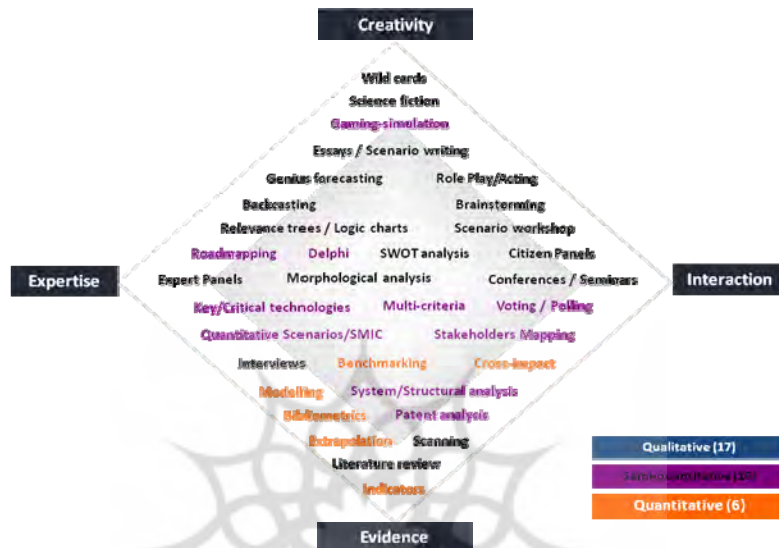 Creativity
Wild cards
Science fiction
Gaming-simulation
Essays / Scenario writing
Genius forecasting Role Play/Acting
Backcasting Brainstorming
Relevance trees / Logic charts Scenario workshop
Roadmapping Delphi SWOT analysis Citizen Panels
Expertise Expert Panels Morphological analysis Conferences / Seminars Interaction
Key/Critical technologies Multi-criteria Voting / Polling
Quantitative Scenarios/SMIC Stakeholders Mapping
Interviews Benchmarking Cross-impact
Modelling System/Structural analysis
Bibliometrics Patent analysis
Extrapolation Scanning
Literature review
Indicators
Qualitative (17)
Semi-quantitative (10)
Quantitative (6)
Evidence